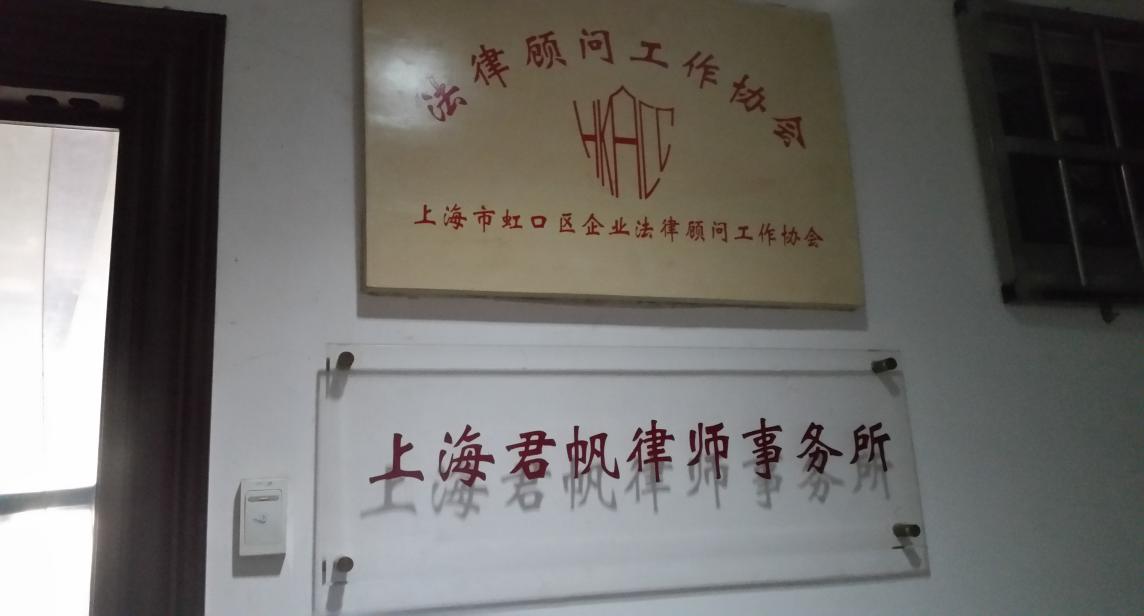 法律顾问工作协会
HKACC
上海市虹口区企业法律顾问工作协会
上海君帆律师事务所